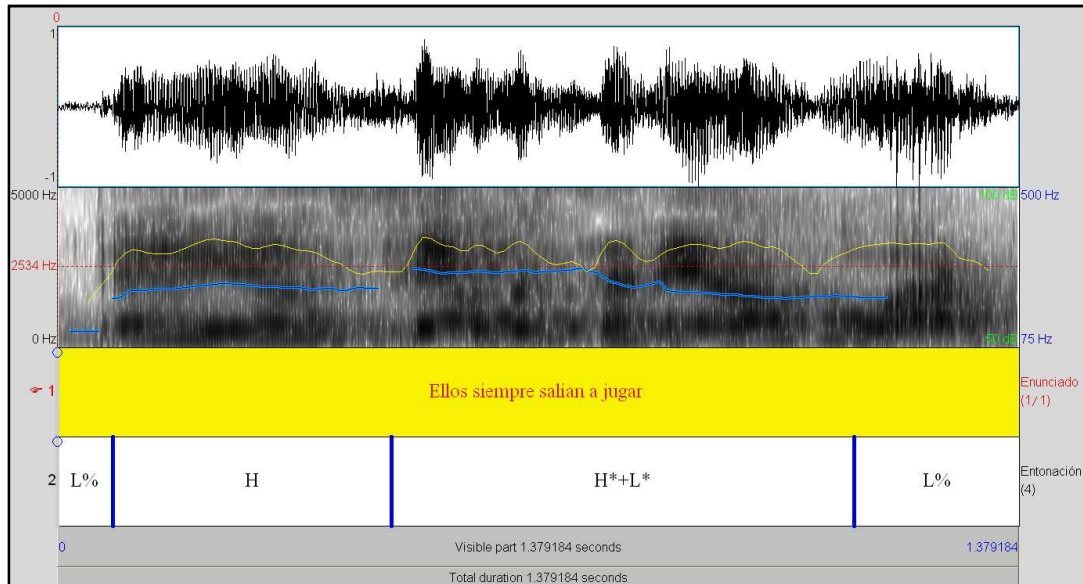 0
1
-1
5000 Hz 100 dB 500 Hz
2534 Hz
0 Hz 50 dB 75 Hz
1 Ellos siempre salian a jugar Enunciado
(1/1)
2 L% H H*+L* L% Entonación
(4)
0 Visible part 1.379184 seconds 1.379184
Total duration 1.379184 seconds